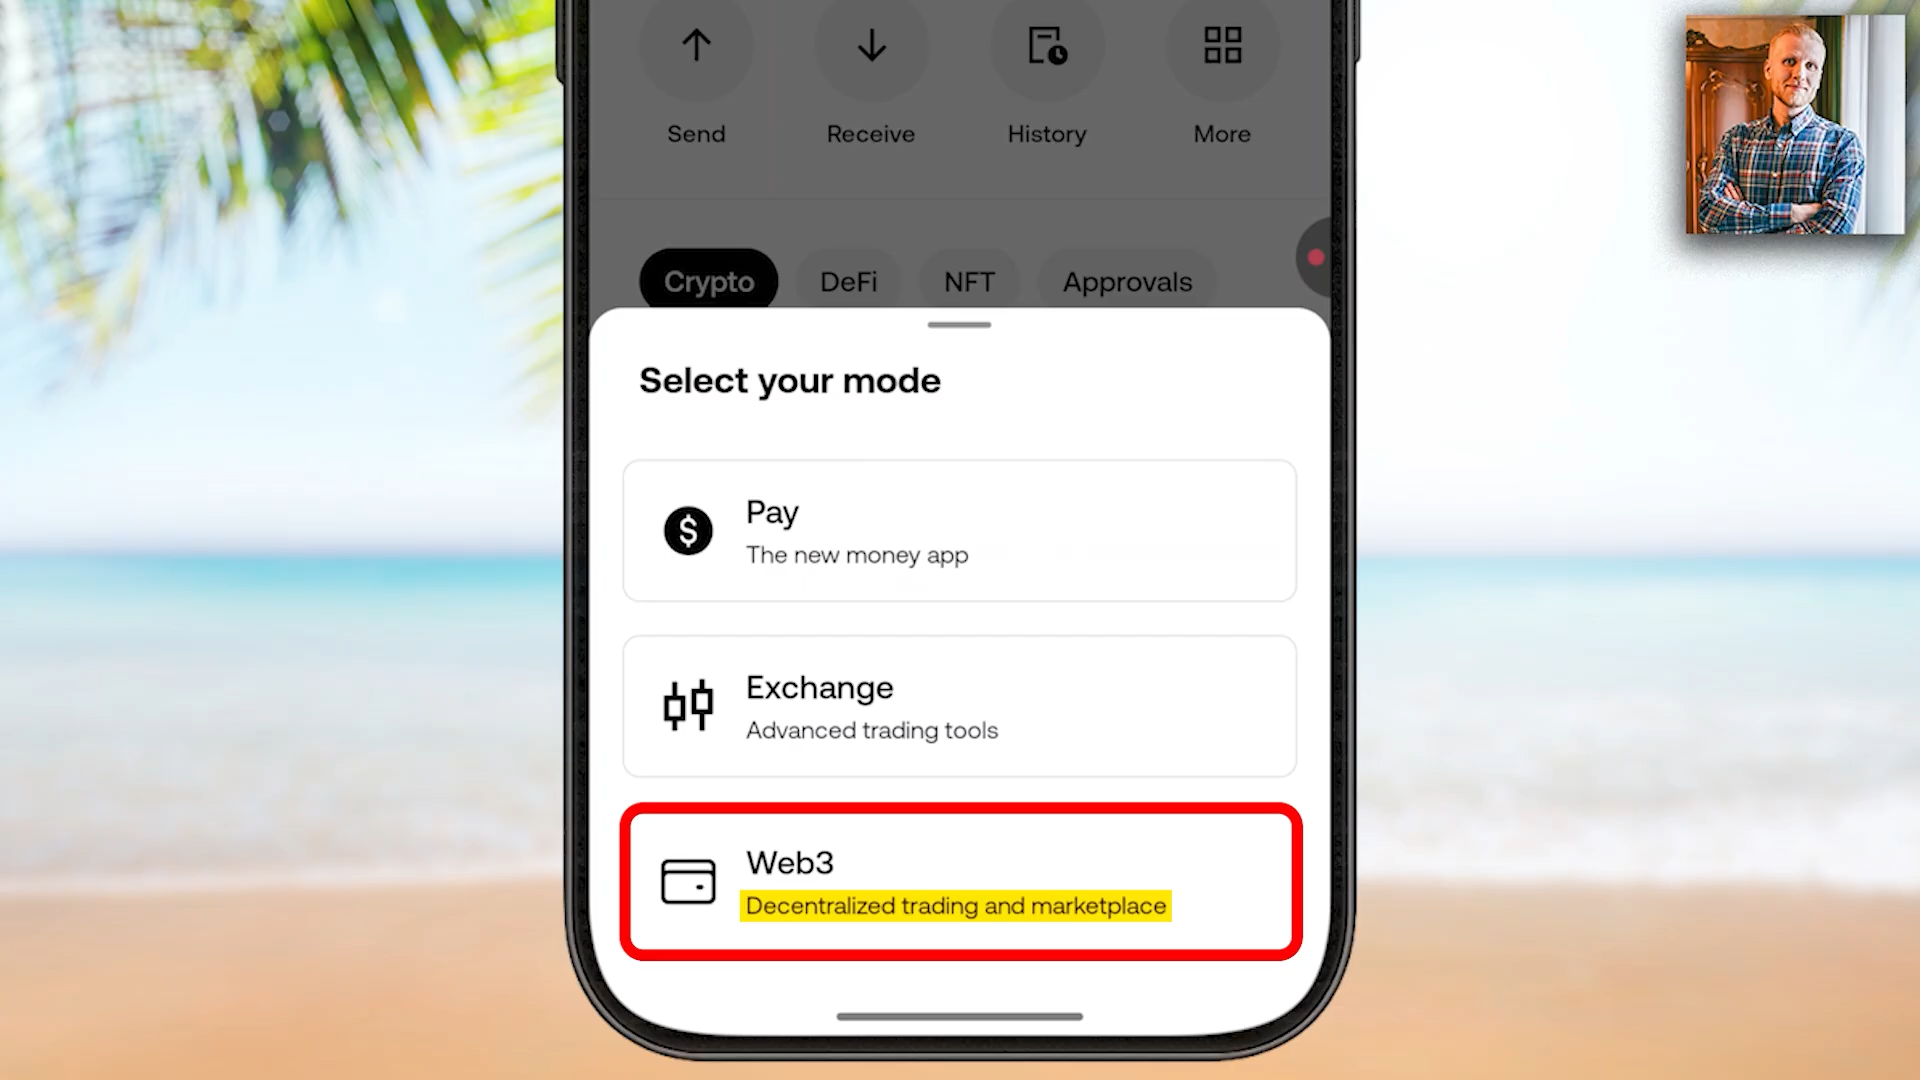 Send
Receive
History
More
Crypto
DeFi
NFT
Approvals
Select your mode
Pay
The new money app
Exchange
Advanced trading tools
Web3
Decentralized trading and marketplace